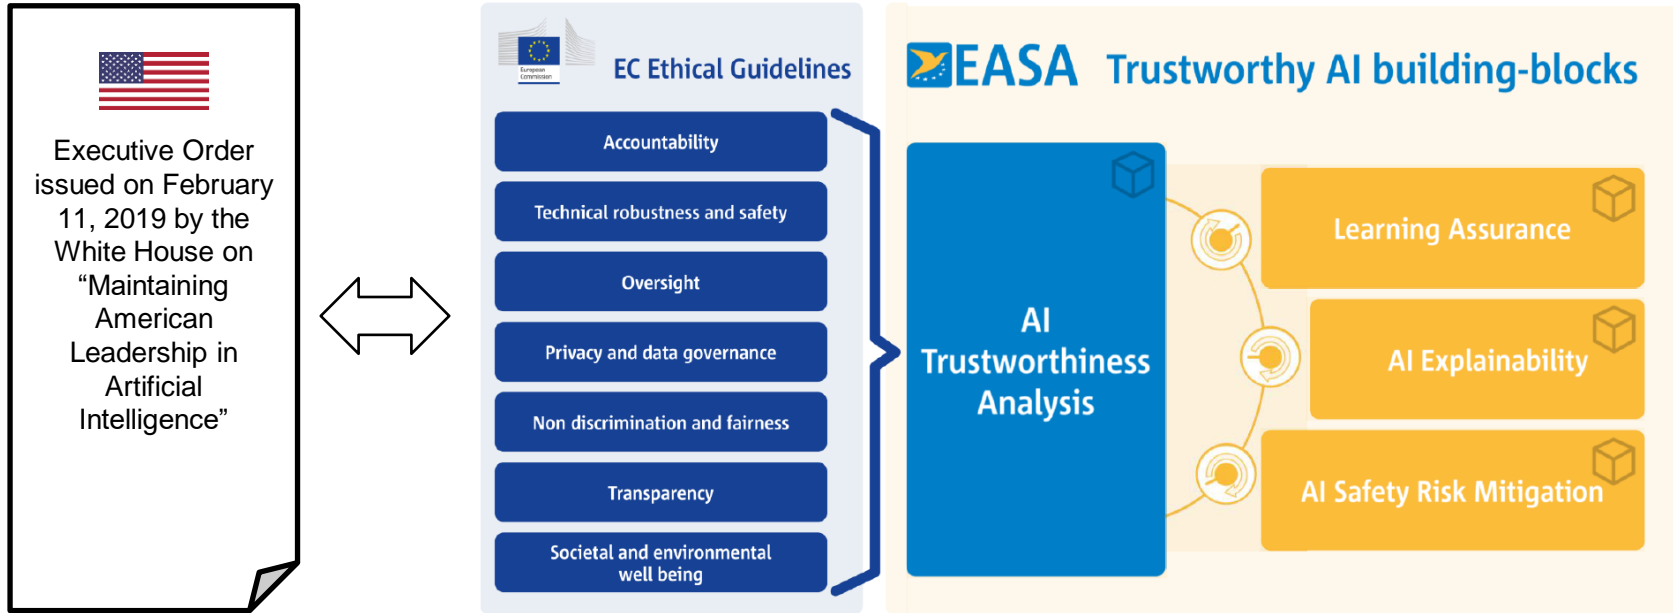 Executive Order
issued on February
11, 2019 by the
White House on
“Maintaining
American
Leadership in
Artificial
Intelligence”
European
Commission
EC Ethical Guidelines
Accountability
Technical robustness and safety
Oversight
Privacy and data governance
Non discrimination and fairness
Transparency
Societal and environmental
well being
EASA Trustworthy AI building-blocks
AI
Trustworthiness
Analysis
Learning Assurance
AI Explainability
AI Safety Risk Mitigation